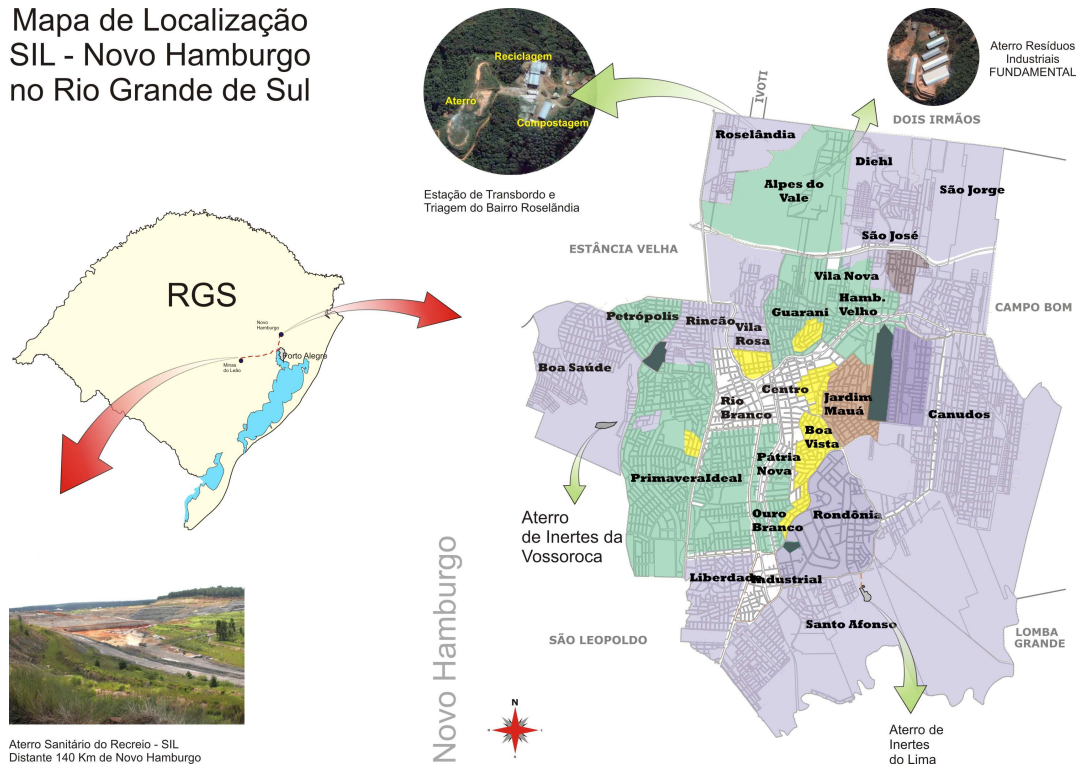 Mapa de Localização
SIL - Novo Hamburgo
no Rio Grande de Sul
Reciclagem
Aterro
Compostagem
Estação de Transbordo e
Triagem do Bairro Roselândia
Aterro Resíduos
Industriais
FUNDAMENTAL
IVOTI
DOIS IRMÃOS
Roselândia
Diehl
Alpes do
Vale
São Jorge
São José
ESTÂNCIA VELHA
Vila Nova
Hamb.
Velho
CAMPO BOM
Guarani
Petrópolis
Rincão
Vila
Rosa
Boa Saúde
Centro
Rio
Branco
Jardim
Mauá
Canudos
Boa
Vista
Pátria
Nova
Primavera
Ideal
Ouro
Branco
Rondônia
Liberdade
Industrial
Santo Afonso
SÃO LEOPOLDO
LOMBA
GRANDE
Aterro
de Inertes da
Vossoroca
Aterro de
Inertes
do Lima
RGS
Novo
Hamburgo
Porto Alegre
Minas
do Leão
Novo Hamburgo
N
Aterro Sanitário do Recreio - SIL
Distante 140 Km de Novo Hamburgo